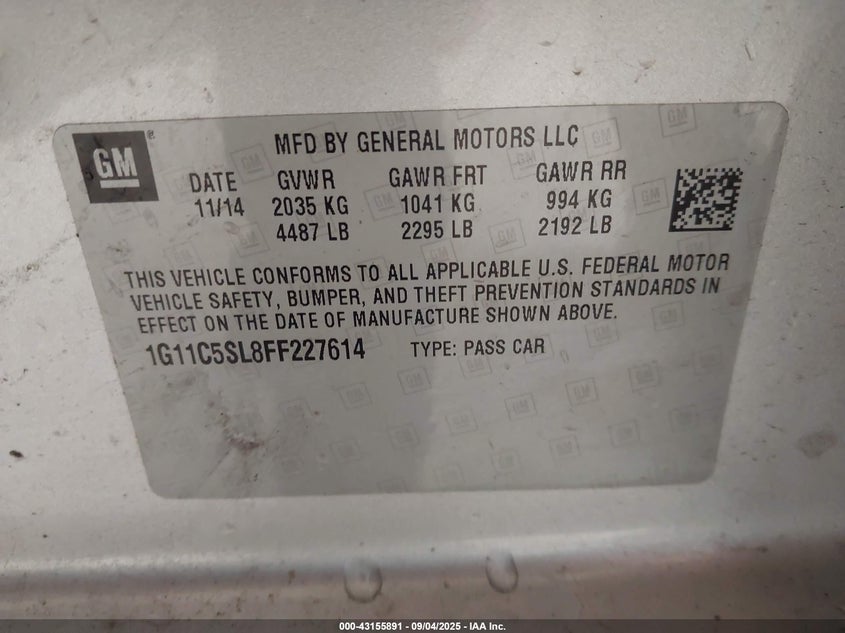 GM®
MFD BY GENERAL MOTORS LLC
DATE GVWR GAWR FRT GAWR RR
11/14 2035 KG 1041 KG 994 KG
4487 LB 2295 LB 2192 LB
THIS VEHICLE CONFORMS TO ALL APPLICABLE U.S. FEDERAL MOTOR
VEHICLE SAFETY, BUMPER, AND THEFT PREVENTION STANDARDS IN
EFFECT ON THE DATE OF MANUFACTURE SHOWN ABOVE.
1G11C5SL8FF227614 TYPE: PASS CAR
000-43155891 - 09/04/2025 - IAA Inc.